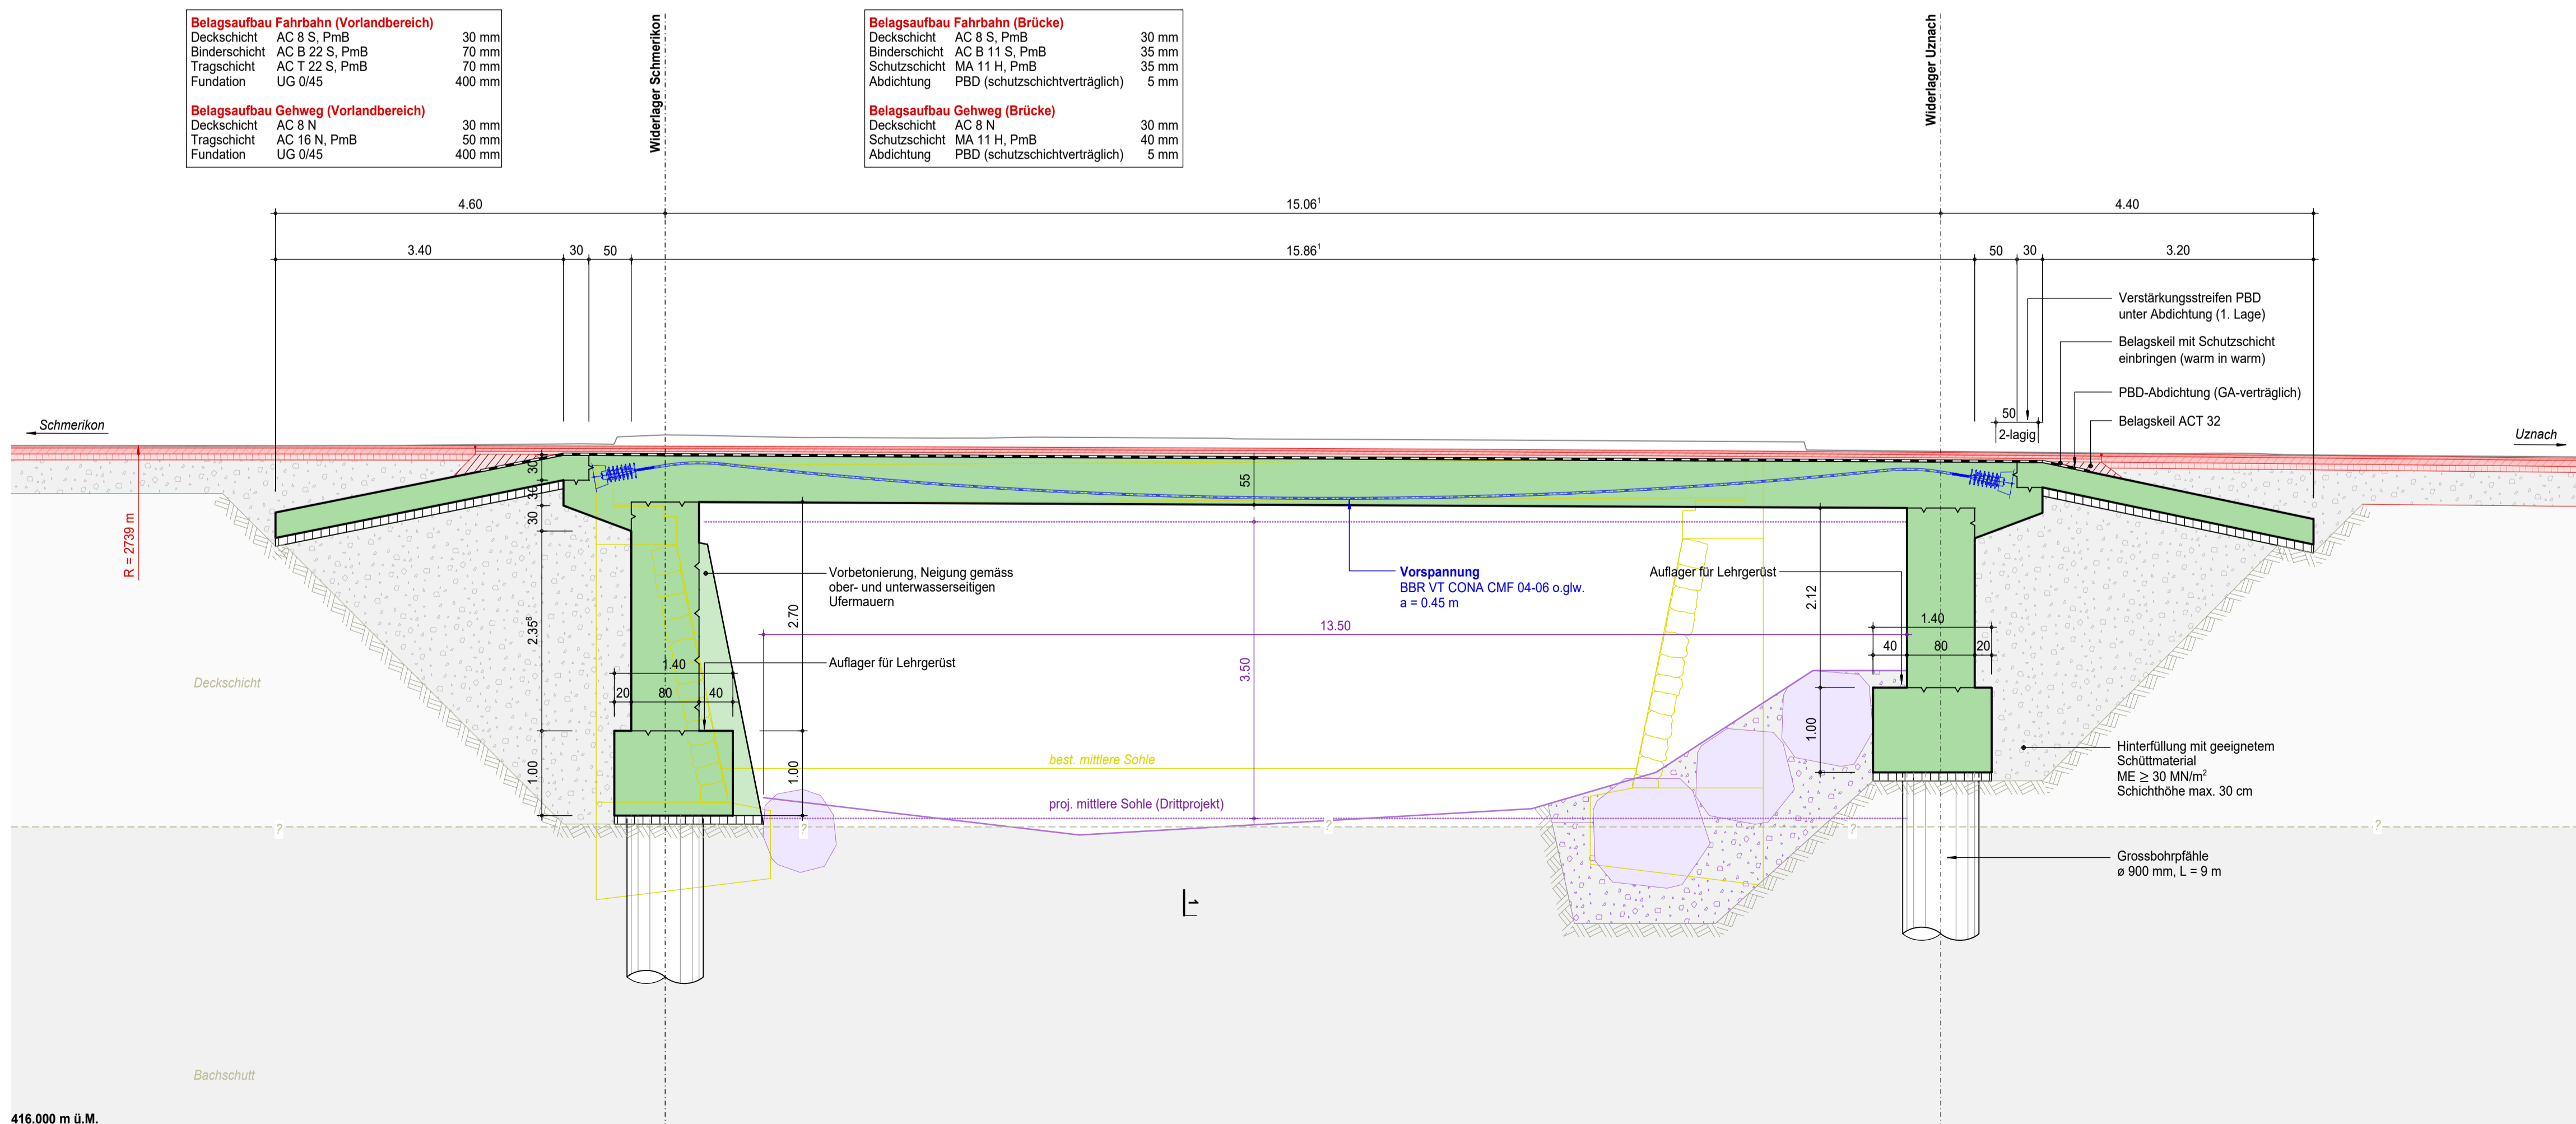 Belagsaufbau Fahrbahn (Vorlandbereich)
Deckschicht AC 8 S, PmB 30 mm
Binderschicht AC B 22 S, PmB 70 mm
Tragschicht AC T 22 S, PmB 70 mm
Fundation UG 0/45 400 mm
Belagsaufbau Gehweg (Vorlandbereich)
Deckschicht AC 8 N 30 mm
Tragschicht AC 16 N, PmB 50 mm
Fundation UG 0/45 400 mm
Widerlager Schmerikon
Belagsaufbau Fahrbahn (Brücke)
Deckschicht AC 8 S, PmB 30 mm
Binderschicht AC B 11 S, PmB 35 mm
Schutzschicht MA 11 H, PmB 35 mm
Abdichtung PBD (schutzschichtverträglich) 5 mm
Belagsaufbau Gehweg (Brücke)
Deckschicht AC 8 N 30 mm
Schutzschicht MA 11 H, PmB 40 mm
Abdichtung PBD (schutzschichtverträglich) 5 mm
Widerlager Uznach
4.60 15.06¹ 4.40
3.40 30 50 15.86¹ 50 30 3.20
Verstärkungsstreifen PBD
unter Abdichtung (1. Lage)
Belagskeil mit Schutzschicht
einbringen (warm in warm)
PBD-Abdichtung (GA-verträglich)
Belagskeil ACT 32
50
2-lagig
Schmerikon
Uznach
R = 2739 m
30
30
30
2.35⁸
1.00
55
Vorbetonierung, Neigung gemäss
ober- und unterwasserseitigen
Ufermauern
2.70
1.00
Auflager für Lehrgerüst
1.40
20 80 40
Vorspannung
BBR VT CONA CMF 04-06 o.glw.
a = 0.45 m
13.50
3.50
Auflager für Lehrgerüst
2.12
1.00
1.40
40 80 20
Deckschicht
best. mittlere Sohle
proj. mittlere Sohle (Drittprojekt)
Hinterfüllung mit geeignetem
Schüttmaterial
ME ≥ 30 MN/m²
Schichthöhe max. 30 cm
? ? ? ? ?
Grossbohrpfähle
ø 900 mm, L = 9 m
1
Bachschutt
416.000 m ü.M.